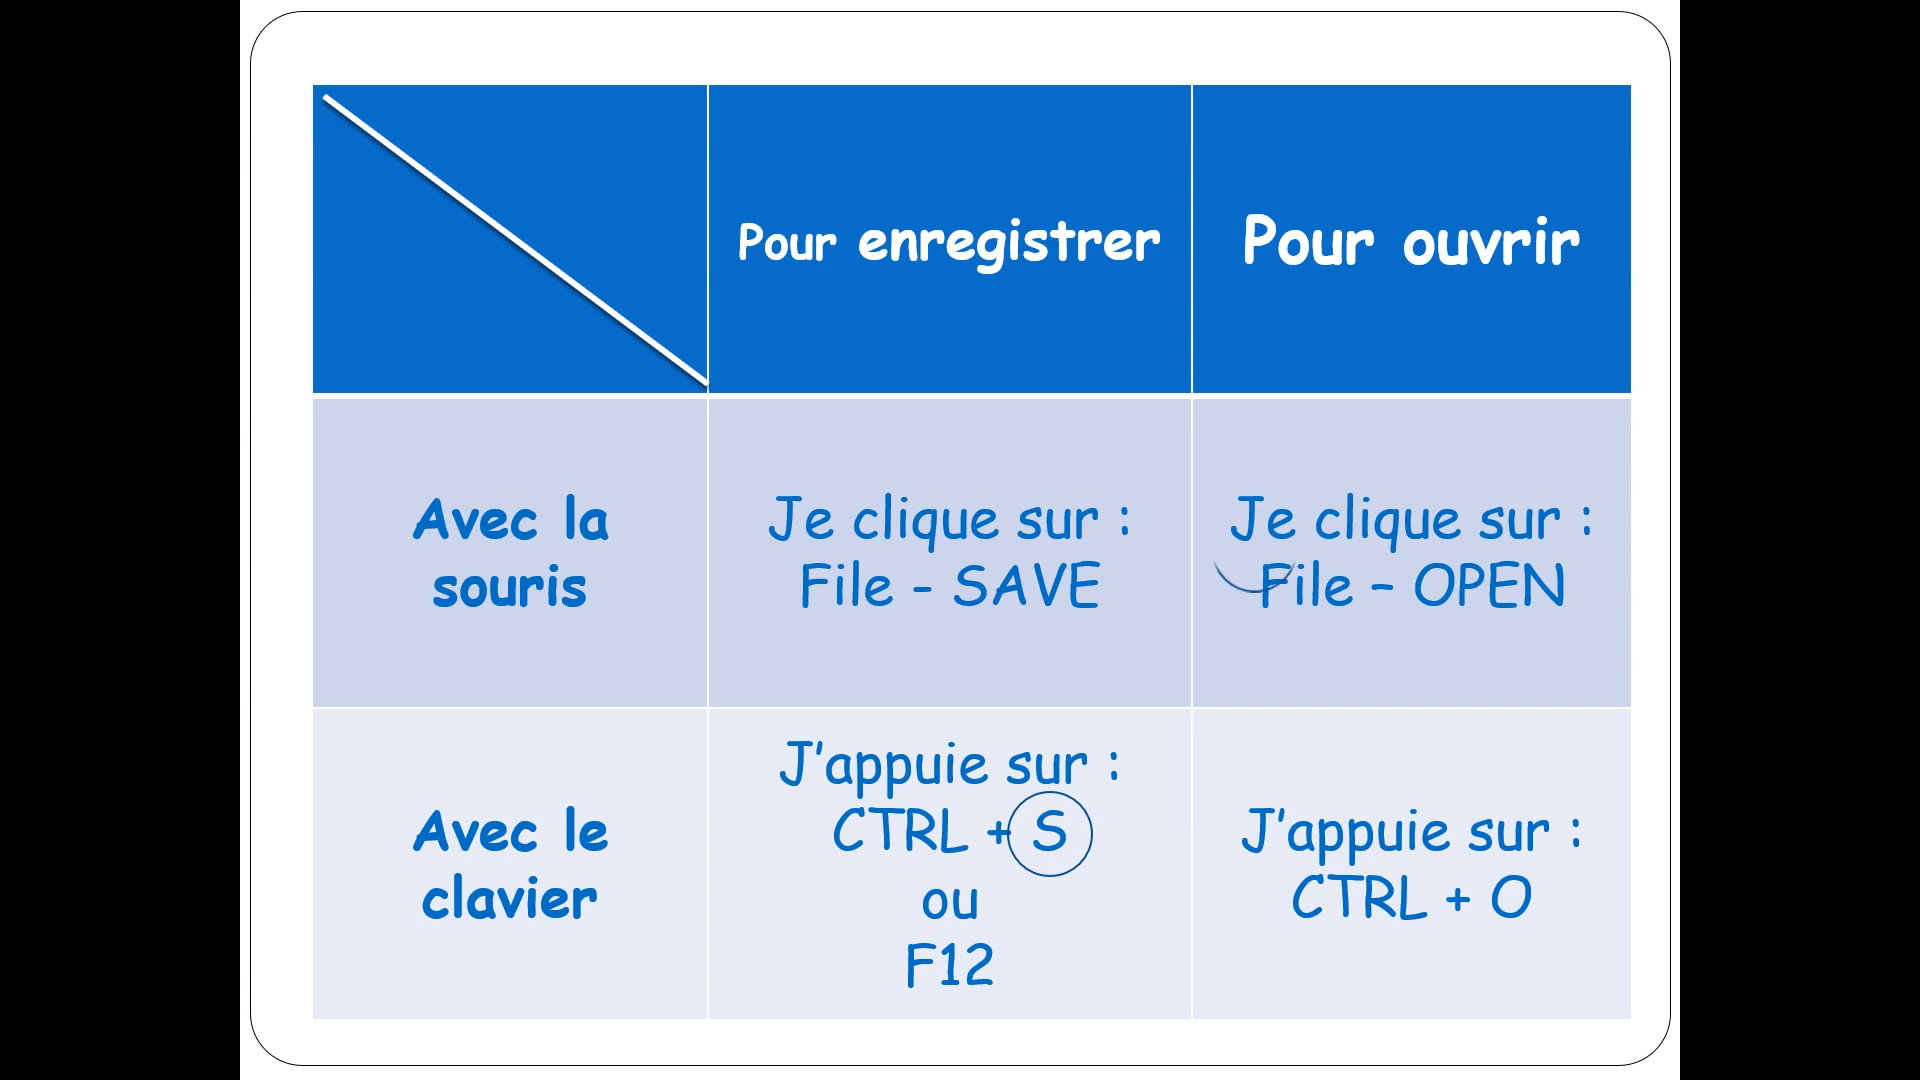 Pour enregistrer
Pour ouvrir
Avec la
souris
Je clique sur :
File - SAVE
Je clique sur :
File – OPEN
Avec le
clavier
J’appuie sur :
CTRL + S
ou
F12
J’appuie sur :
CTRL + O